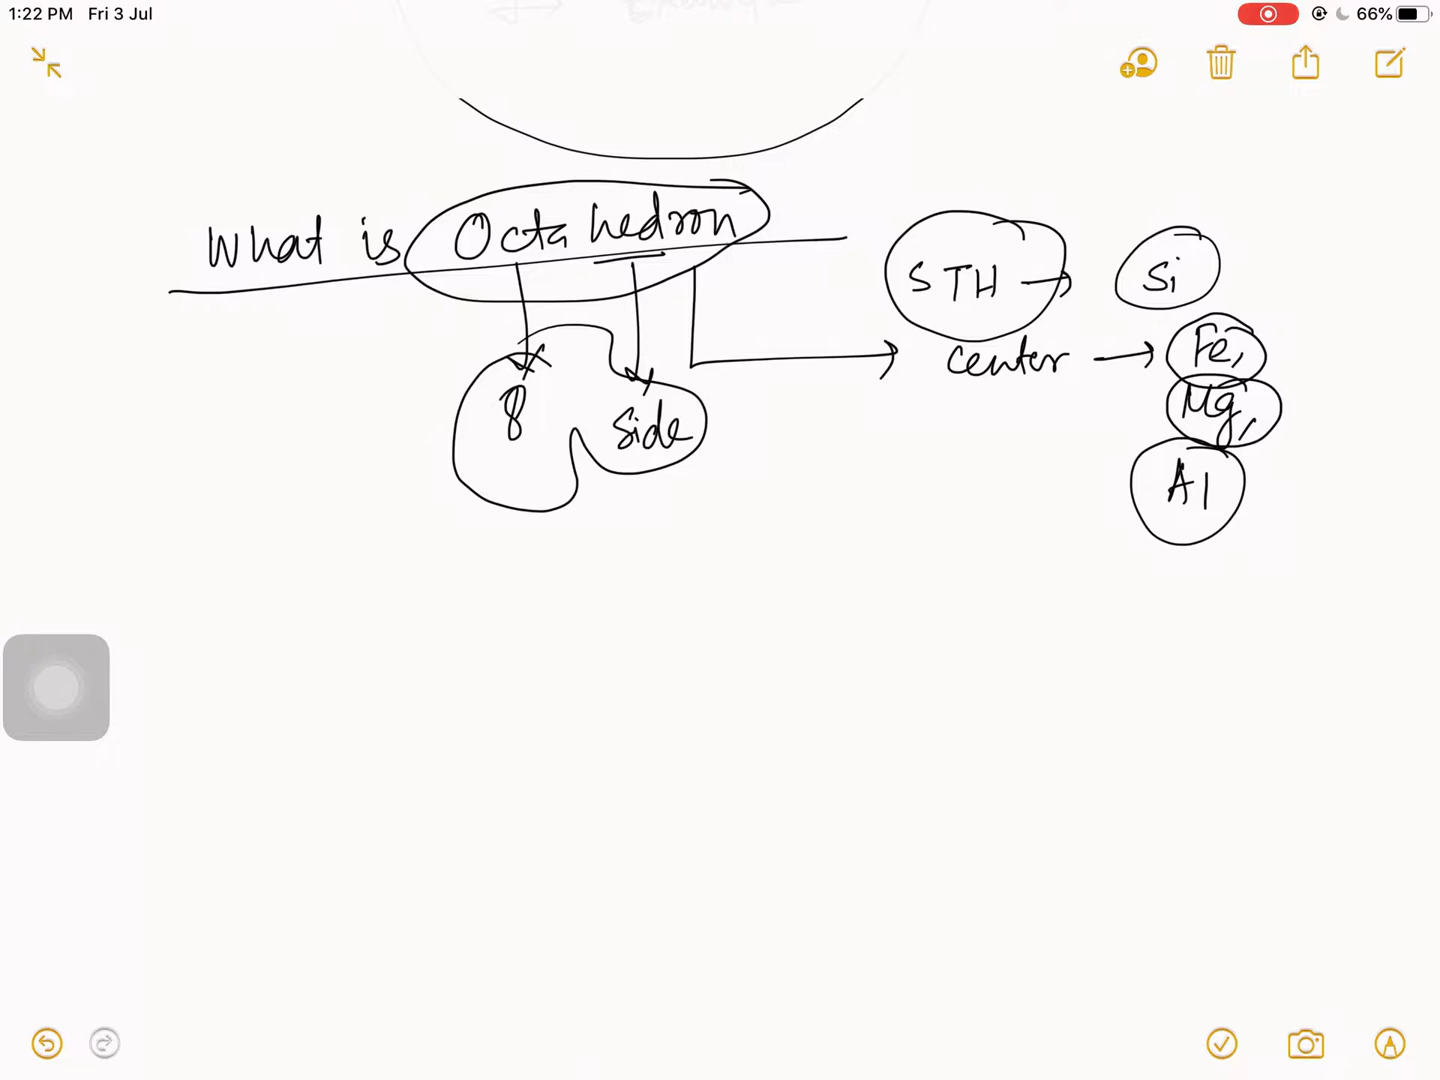 1:22 PM Fri 3 Jul
66%
What is Octahedron
STH → Si
center → Fe,
Mg,
Al
8 side